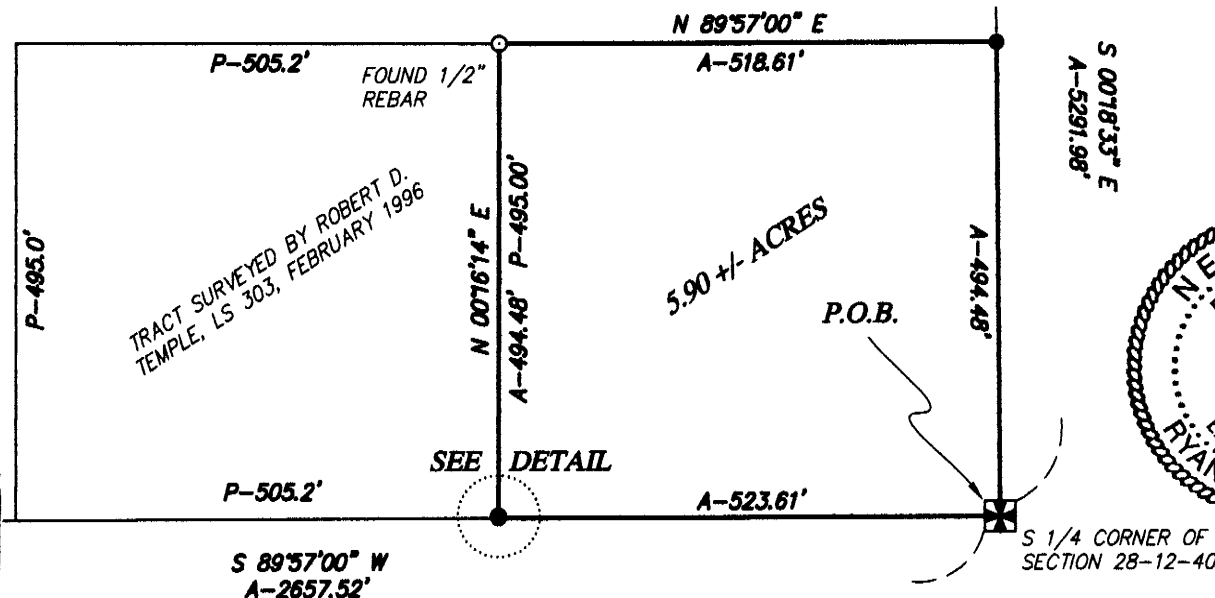 N 89°57'00" E
P-505.2'
A-518.61'
FOUND 1/2"
REBAR
S 00°18'33" E
A-5291.98'
P-495.0'
TRACT SURVEYED BY ROBERT D.
TEMPLE, LS 303, FEBRUARY 1996
N 00°16'14" E
A-494.48' P-495.00'
5.90 +/- ACRES
P.O.B.
A-494.48'
NE
RYAN
SEE DETAIL
P-505.2'
A-523.61'
S 1/4 CORNER OF
SECTION 28-12-40
S 89°57'00" W
A-2657.52'